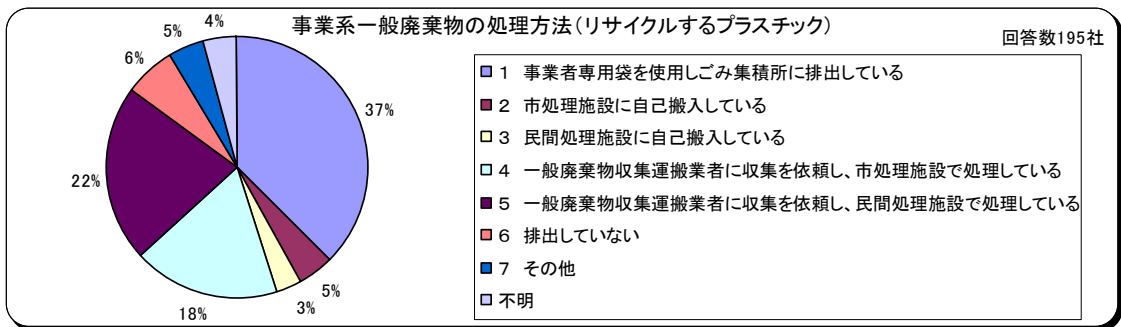 事業系一般廃棄物の処理方法（リサイクルするプラスチック）
回答数195社
4%
5%
6%
37%
22%
18%
3%
5%
1　事業者専用袋を使用しごみ集積所に排出している
2　市処理施設に自己搬入している
3　民間処理施設に自己搬入している
4　一般廃棄物収集運搬業者に収集を依頼し、市処理施設で処理している
5　一般廃棄物収集運搬業者に収集を依頼し、民間処理施設で処理している
6　排出していない
7　その他
不明